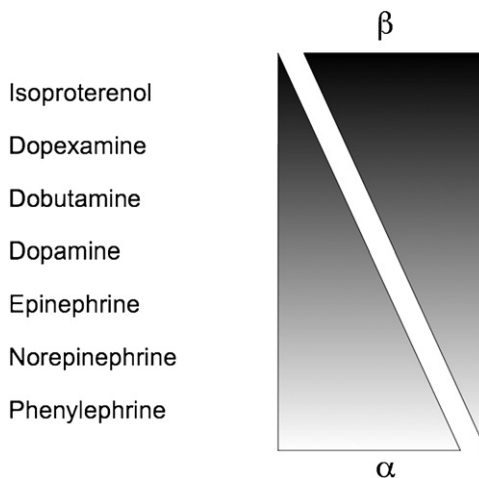 β
Isoproterenol
Dopexamine
Dobutamine
Dopamine
Epinephrine
Norepinephrine
Phenylephrine
α